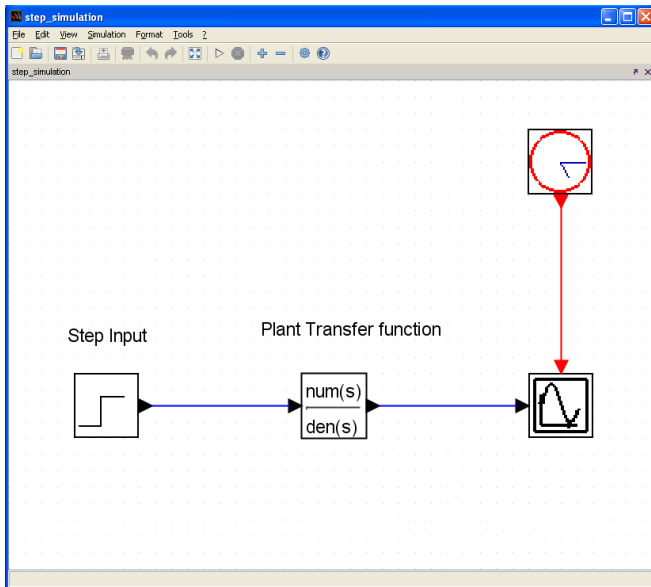 step_simulation
File Edit View Simulation Format Tools ?
step_simulation
Step Input
Plant Transfer function
num(s)
den(s)